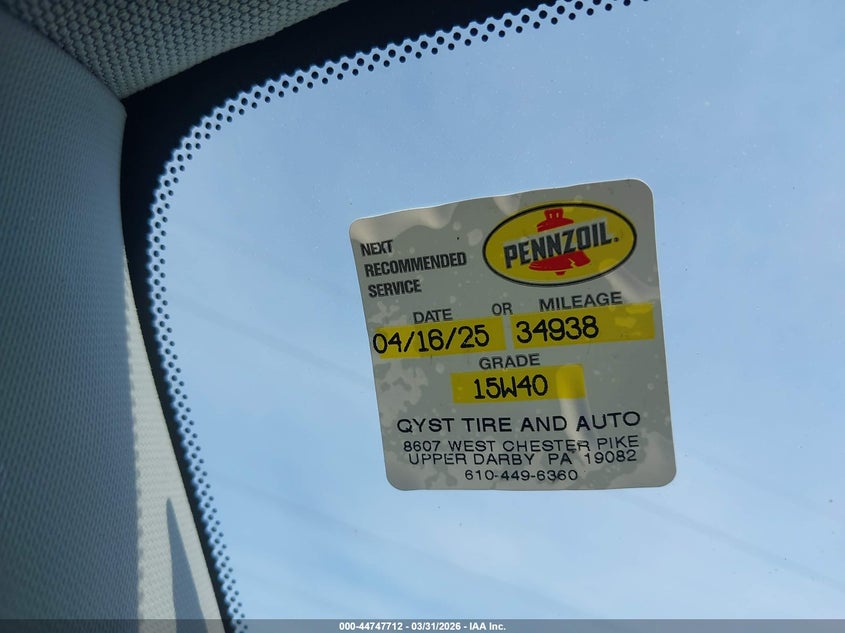 NEXT
RECOMMENDED
SERVICE
PENNZOIL®
DATE OR MILEAGE
04/16/25 34938
GRADE
15W40
QYST TIRE AND AUTO
8607 WEST CHESTER PIKE
UPPER DARBY PA 19082
610-449-6360
000-44747712 - 03/31/2026 - IAA Inc.